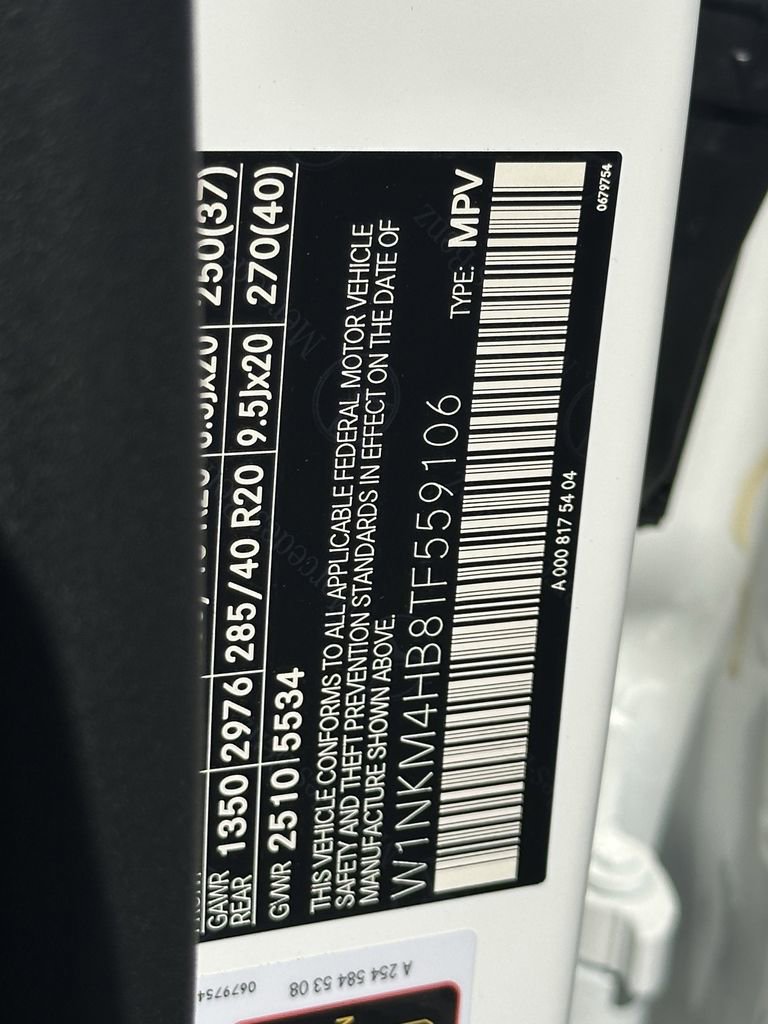 250(37)
GAWR
REAR 1350 2976 285/40 R20 9.5Jx20 270(40)
GVWR 2510 5534
THIS VEHICLE CONFORMS TO ALL APPLICABLE FEDERAL MOTOR VEHICLE
SAFETY AND THEFT PREVENTION STANDARDS IN EFFECT ON THE DATE OF
MANUFACTURE SHOWN ABOVE.
W1NKM4HB8TF559106 TYPE: MPV
A 000 817 54 04
0679754
A 254 584 53 08
0679754